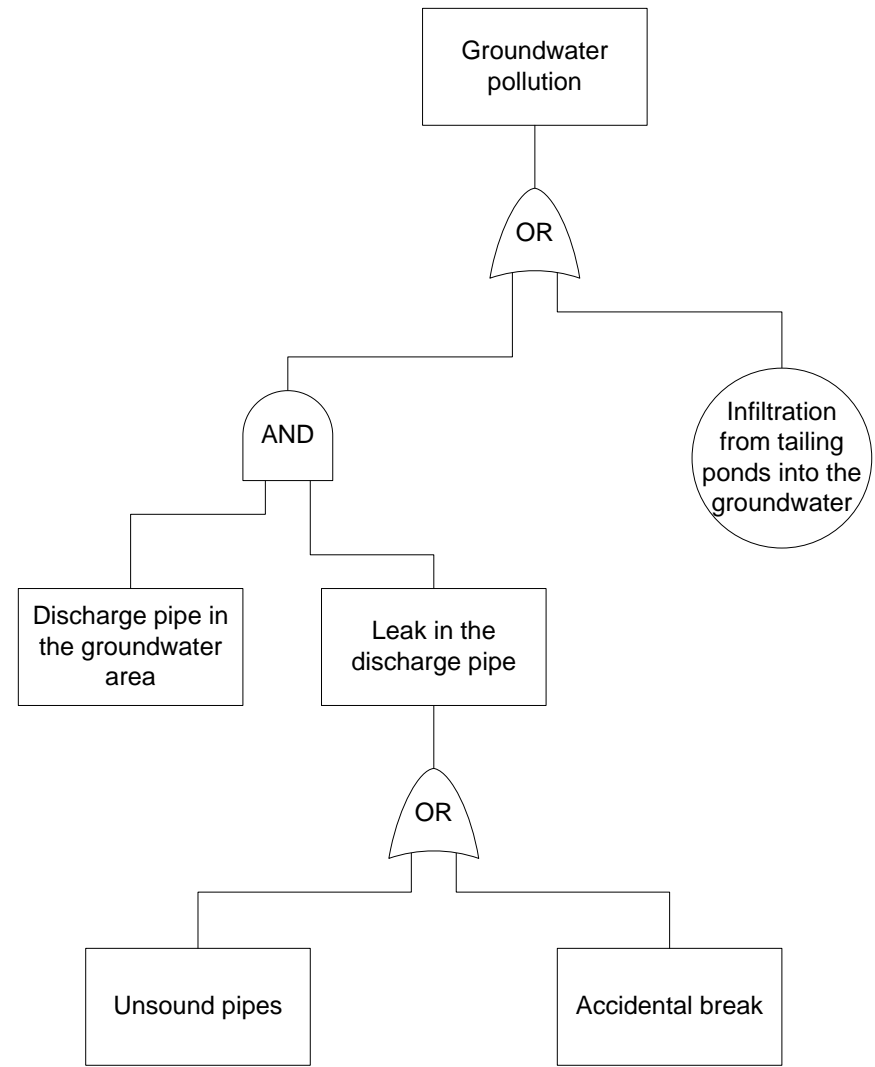 Groundwater
pollution
OR
AND
Infiltration
from tailing
ponds into the
groundwater
Discharge pipe in
the groundwater
area
Leak in the
discharge pipe
OR
Unsound pipes
Accidental break